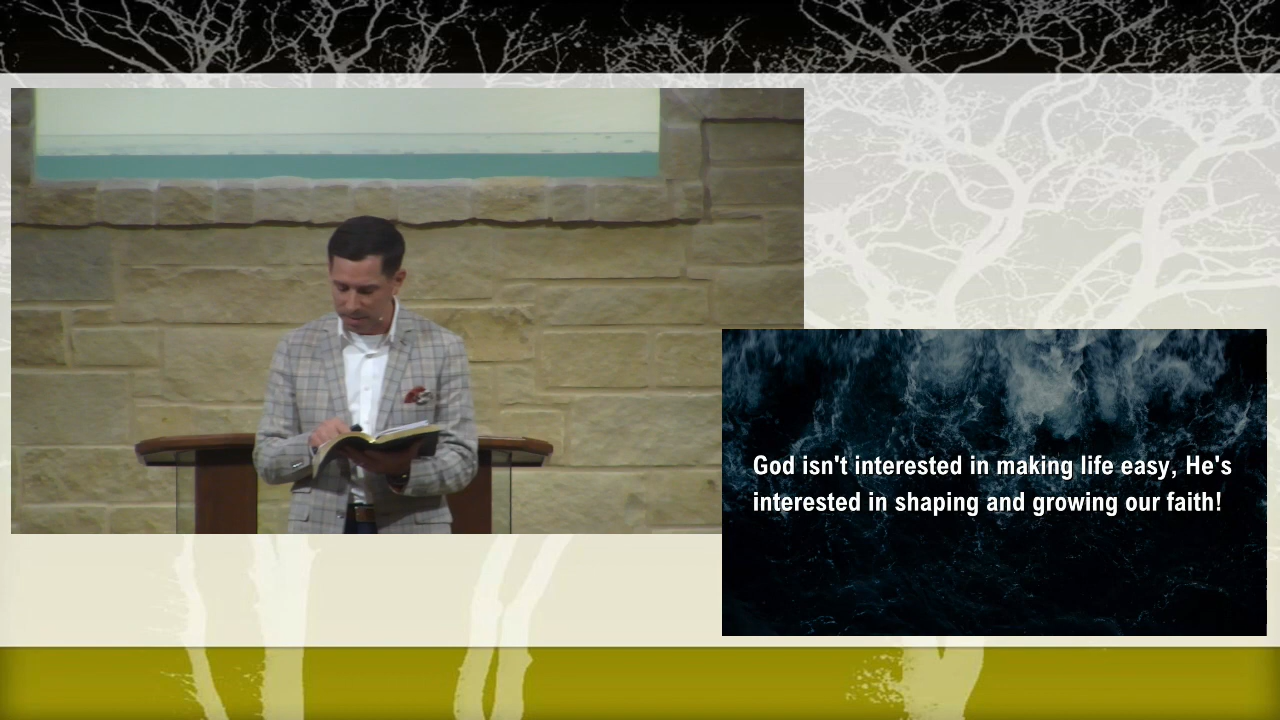 God isn't interested in making life easy, He's
interested in shaping and growing our faith!